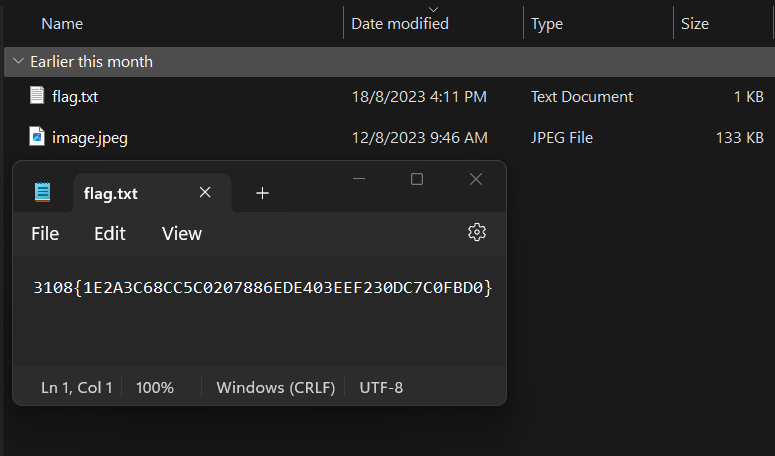 Name Date modified Type Size
Earlier this month
flag.txt 18/8/2023 4:11 PM Text Document 1 KB
image.jpeg 12/8/2023 9:46 AM JPEG File 133 KB
flag.txt
File Edit View
3108{1E2A3C68CC5C0207886EDE403EEF230DC7C0FBD0}
Ln 1, Col 1 100% Windows (CRLF) UTF-8